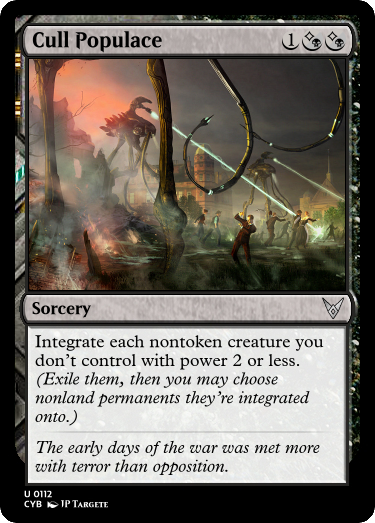 Cull Populace 1
Sorcery
Integrate each nontoken creature you
don't control with power 2 or less.
(Exile them, then you may choose
nonland permanents they're integrated
onto.)
The early days of the war was met more
with terror than opposition.
U 0112
CYB JP Targete